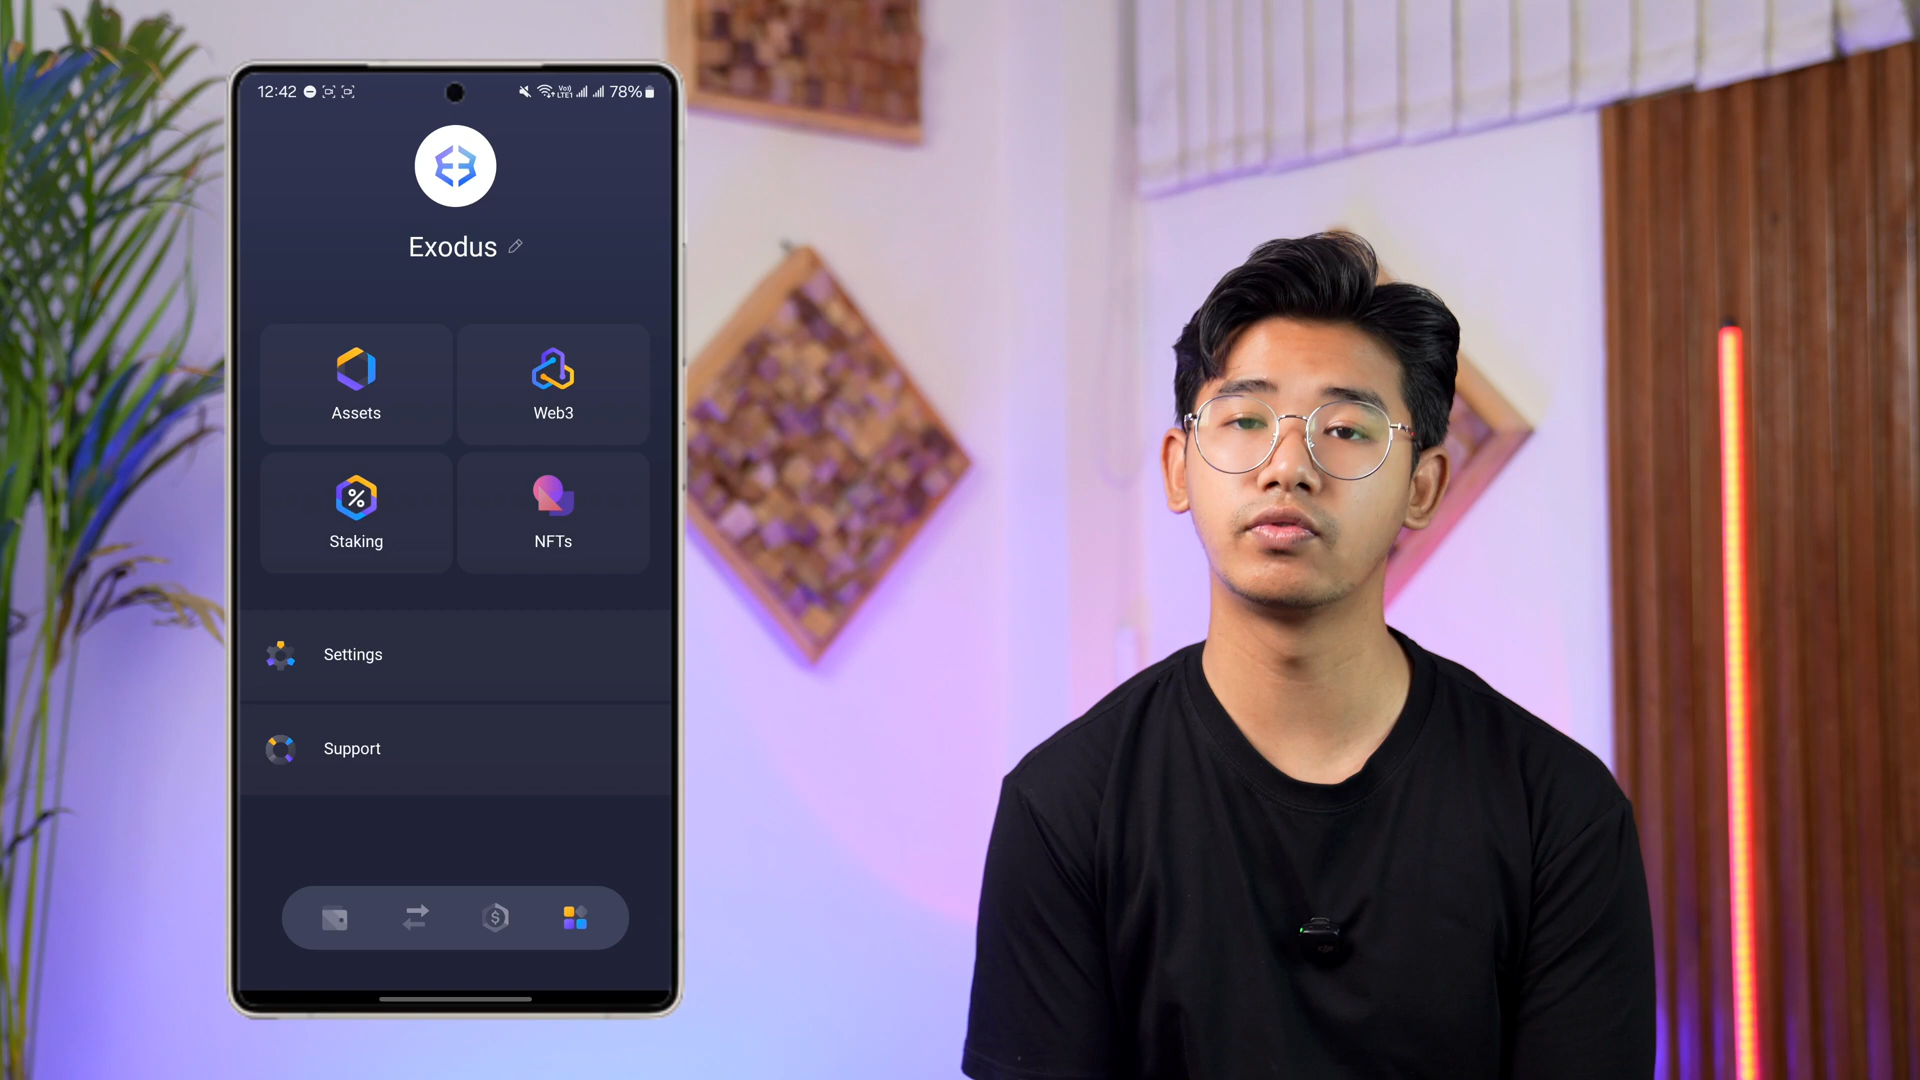 12:42
78%
Exodus
Assets
Web3
Staking
NFTs
Settings
Support